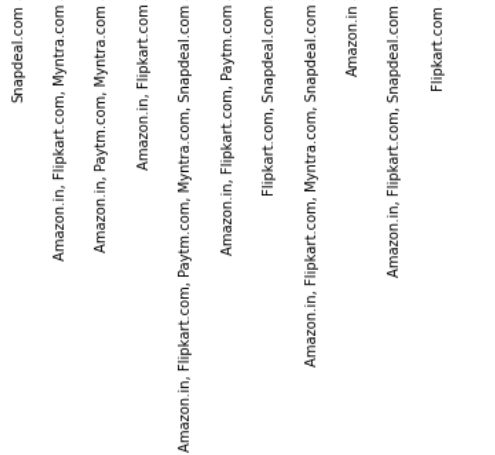 Snapdeal.com
Amazon.in, Flipkart.com, Myntra.com
Amazon.in, Paytm.com, Myntra.com
Amazon.in, Flipkart.com
Amazon.in, Flipkart.com, Paytm.com, Myntra.com, Snapdeal.com
Amazon.in, Flipkart.com, Paytm.com
Flipkart.com, Snapdeal.com
Amazon.in, Flipkart.com, Myntra.com, Snapdeal.com
Amazon.in
Amazon.in, Flipkart.com, Snapdeal.com
Flipkart.com